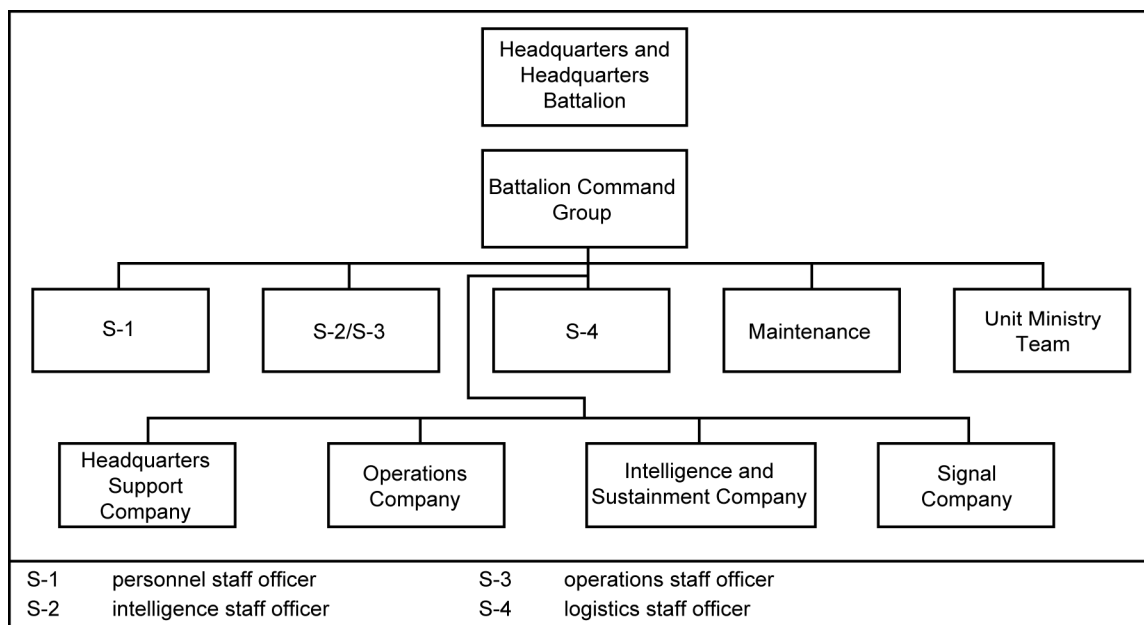 Headquarters and
Headquarters
Battalion
Battalion Command
Group
S-1
S-2/S-3
S-4
Maintenance
Unit Ministry
Team
Headquarters
Support
Company
Operations
Company
Intelligence and
Sustainment Company
Signal
Company
S-1 personnel staff officer
S-3 operations staff officer
S-2 intelligence staff officer
S-4 logistics staff officer